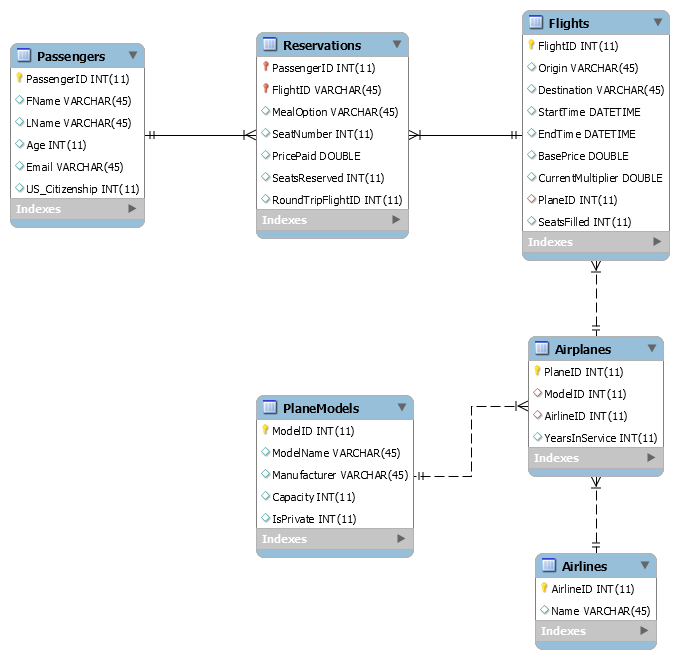 Passengers
PassengerID INT(11)
FName VARCHAR(45)
LName VARCHAR(45)
Age INT(11)
Email VARCHAR(45)
US_Citizenship INT(11)
Indexes
Reservations
PassengerID INT(11)
FlightID VARCHAR(45)
MealOption VARCHAR(45)
SeatNumber INT(11)
PricePaid DOUBLE
SeatsReserved INT(11)
RoundTripFlightID INT(11)
Indexes
Flights
FlightID INT(11)
Origin VARCHAR(45)
Destination VARCHAR(45)
StartTime DATETIME
EndTime DATETIME
BasePrice DOUBLE
CurrentMultiplier DOUBLE
PlaneID INT(11)
SeatsFilled INT(11)
Indexes
PlaneModels
ModelID INT(11)
ModelName VARCHAR(45)
Manufacturer VARCHAR(45)
Capacity INT(11)
IsPrivate INT(11)
Indexes
Airplanes
PlaneID INT(11)
ModelID INT(11)
AirlineID INT(11)
YearsInService INT(11)
Indexes
Airlines
AirlineID INT(11)
Name VARCHAR(45)
Indexes